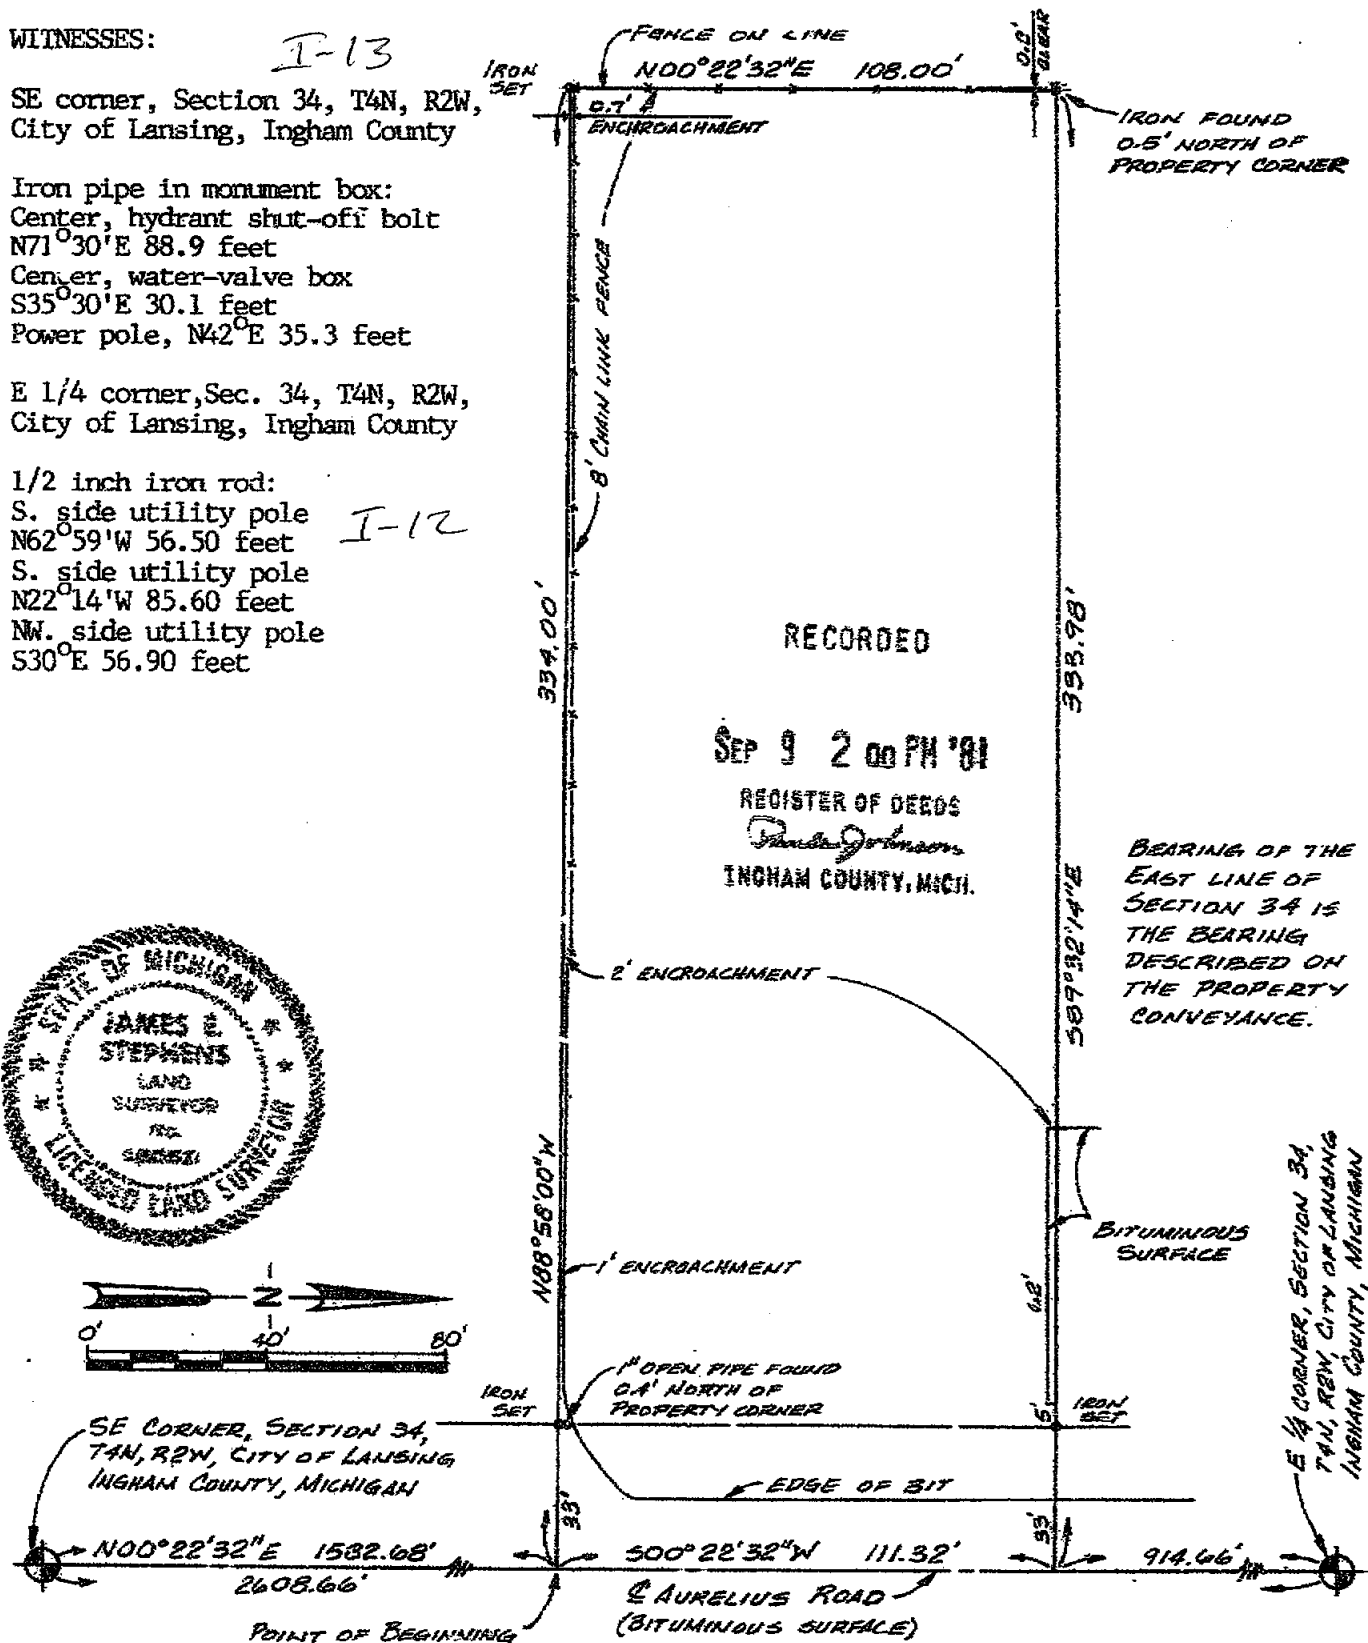 WITNESSES:
I-13
SE corner, Section 34, T4N, R2W,
City of Lansing, Ingham County
Iron pipe in monument box:
Center, hydrant shut-off bolt
N71°30'E 88.9 feet
Center, water-valve box
S35°30'E 30.1 feet
Power pole, N42°E 35.3 feet
E 1/4 corner, Sec. 34, T4N, R2W,
City of Lansing, Ingham County
1/2 inch iron rod:
I-12
S. side utility pole
N62°59'W 56.50 feet
S. side utility pole
N22°14'W 85.60 feet
NW. side utility pole
S30°E 56.90 feet
FENCE ON LINE
IRON
SET
N00°22'32"E 108.00'
CLEAR
0.7'
ENCHROACHMENT
IRON FOUND
0.5' NORTH OF
PROPERTY CORNER
8' CHAIN LINK FENCE
334.00'
N88°58'00"W
333.98'
S89°32'14"E
RECORDED
SEP 9 2 00 PM '81
REGISTER OF DEEDS
Johnson
INGHAM COUNTY, MICH.
BEARING OF THE
EAST LINE OF
SECTION 34 IS
THE BEARING
DESCRIBED ON
THE PROPERTY
CONVEYANCE.
2' ENCROACHMENT
STATE OF MICHIGAN
JAMES L.
STEPHENS
LAND
SURVEYOR
NO.
LICENSED LAND SURVEYOR
1' ENCROACHMENT
BITUMINOUS
SURFACE
N
0' 40' 80'
1" OPEN PIPE FOUND
0.4' NORTH OF
PROPERTY CORNER
IRON
SET
5'
IRON
SET
SE CORNER, SECTION 34,
T4N, R2W, CITY OF LANSING
INGHAM COUNTY, MICHIGAN
E 1/4 CORNER, SECTION 34,
T4N, R2W, CITY OF LANSING
INGHAM COUNTY, MICHIGAN
EDGE OF BIT
33'
33'
N00°22'32"E 1582.68'
S00°22'32"W 111.32'
914.66'
2608.66'
℄ AURELIUS ROAD
(BITUMINOUS SURFACE)
POINT OF BEGINNING